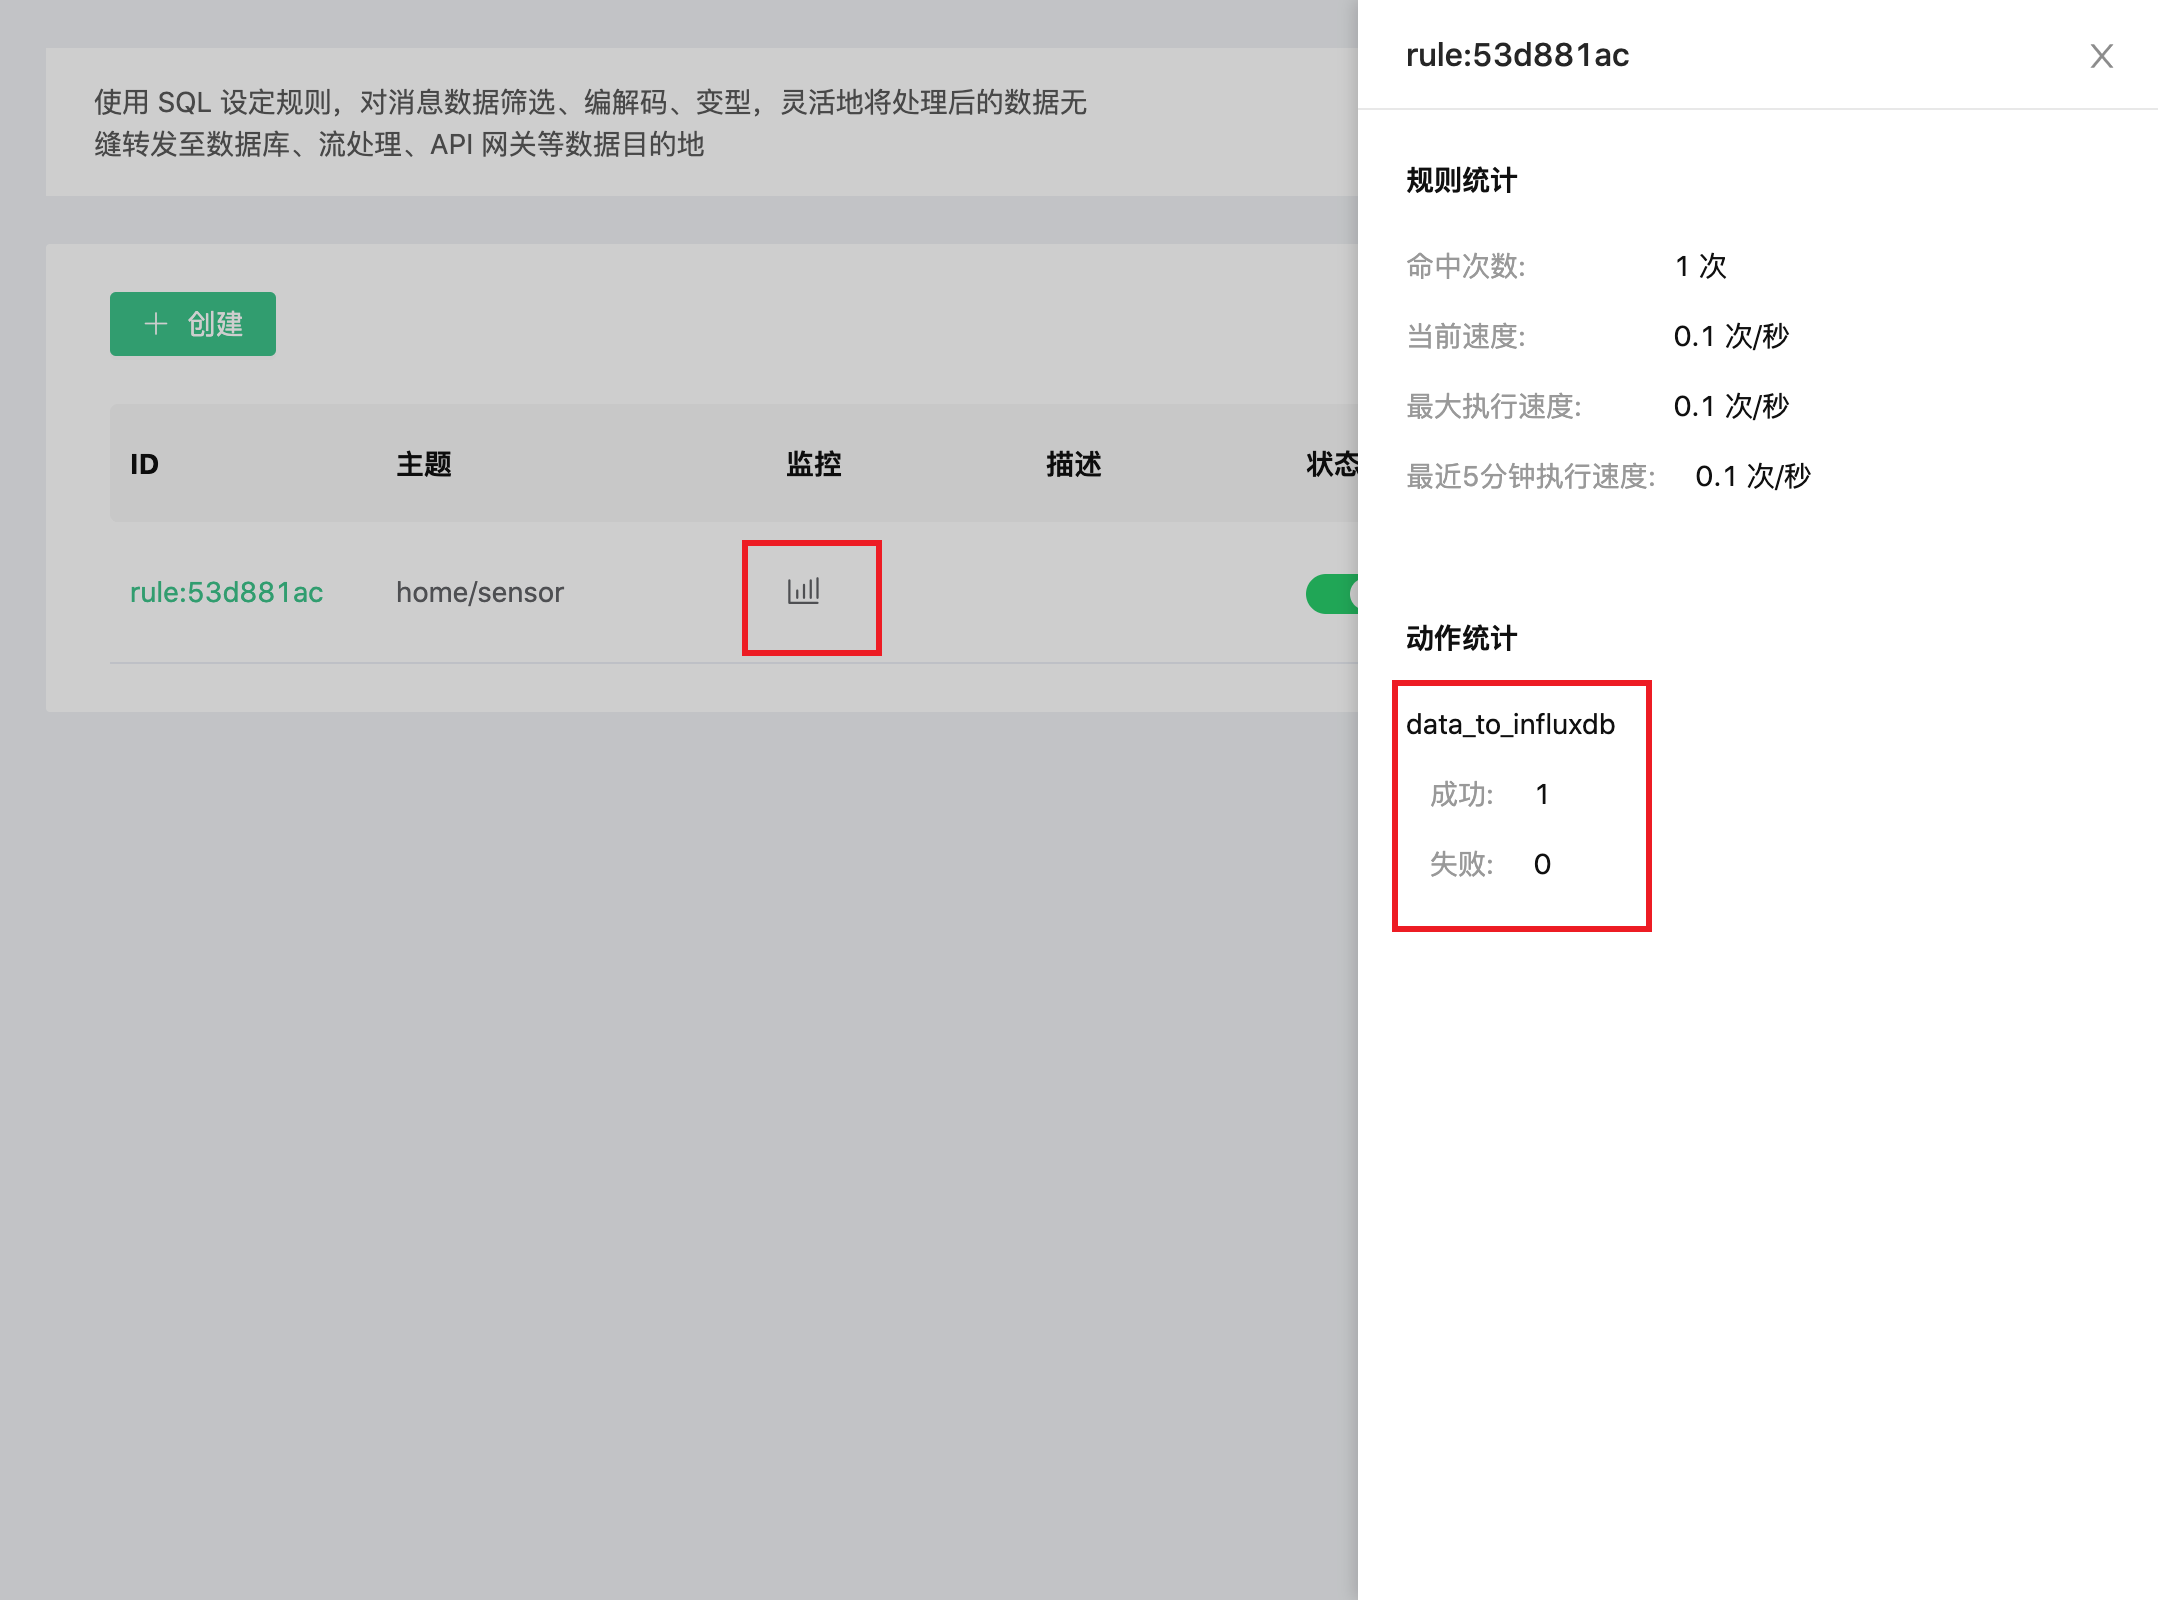 使用 SQL 设定规则，对消息数据筛选、编解码、变型，灵活地将处理后的数据无
缝转发至数据库、流处理、API 网关等数据目的地
创建
ID 主题 监控 描述 状态
rule:53d881ac home/sensor
rule:53d881ac
规则统计
命中次数: 1 次
当前速度: 0.1 次/秒
最大执行速度: 0.1 次/秒
最近5分钟执行速度: 0.1 次/秒
动作统计
data_to_influxdb
成功: 1
失败: 0